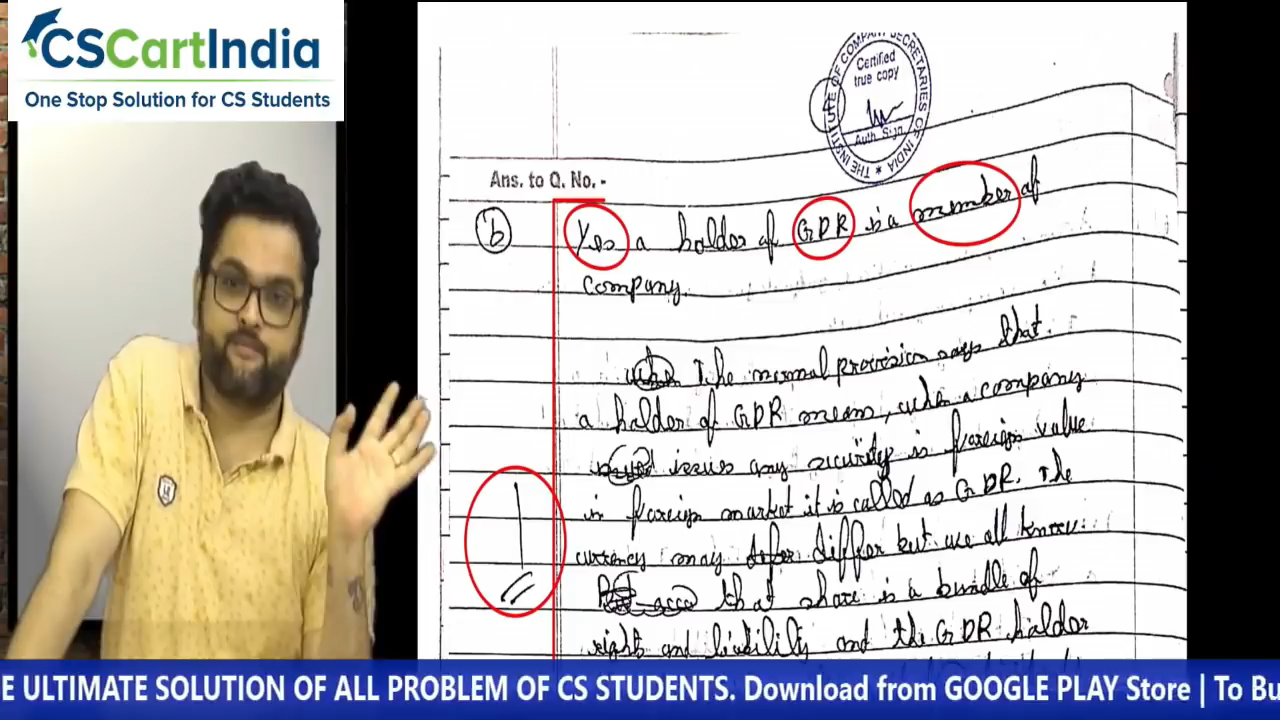 CSCartIndia
One Stop Solution for CS Students
THE INSTITUTE OF COMPANY SECRETARIES OF INDIA
Certified
true copy
Auth Sign
Ans. to Q. No. -
b Yes a holder of GDR is a member of
company.
The normal provision says that
a holder of GDR mean, when a company
issues any security is foreign value
in foreign market it is called as GDR. The
currency may differ but we all know
that share is a bundle of
right and liability and the GDR holder
1
E ULTIMATE SOLUTION OF ALL PROBLEM OF CS STUDENTS. Download from GOOGLE PLAY Store | To Bu